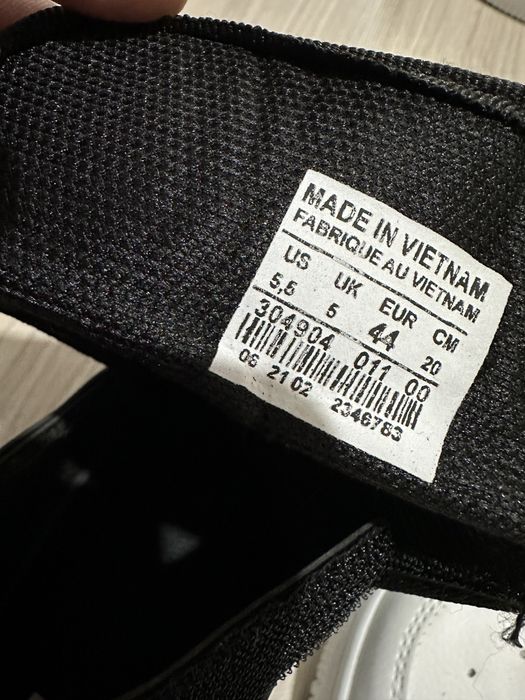 MADE IN VIETNAM
FABRIQUE AU VIETNAM
US UK EUR CM
5,5 5 44 20
304904 011 00
06 21 02 2346783